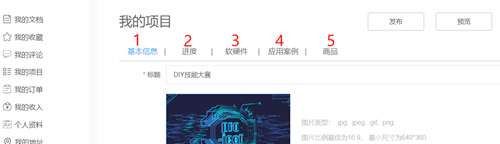 我的文档
我的收藏
我的评论
我的项目
我的订单
我的收入
个人资料
我的地址
我的项目
发布
预览
1 2 3 4 5
基本信息 | 进度 | 软硬件 | 应用案例 | 商品
* 标题 DIY技能大赛
图片类型: .jpg, .jpeg, .gif, .png
图片比例最佳为16:9, 最小尺寸为640*360